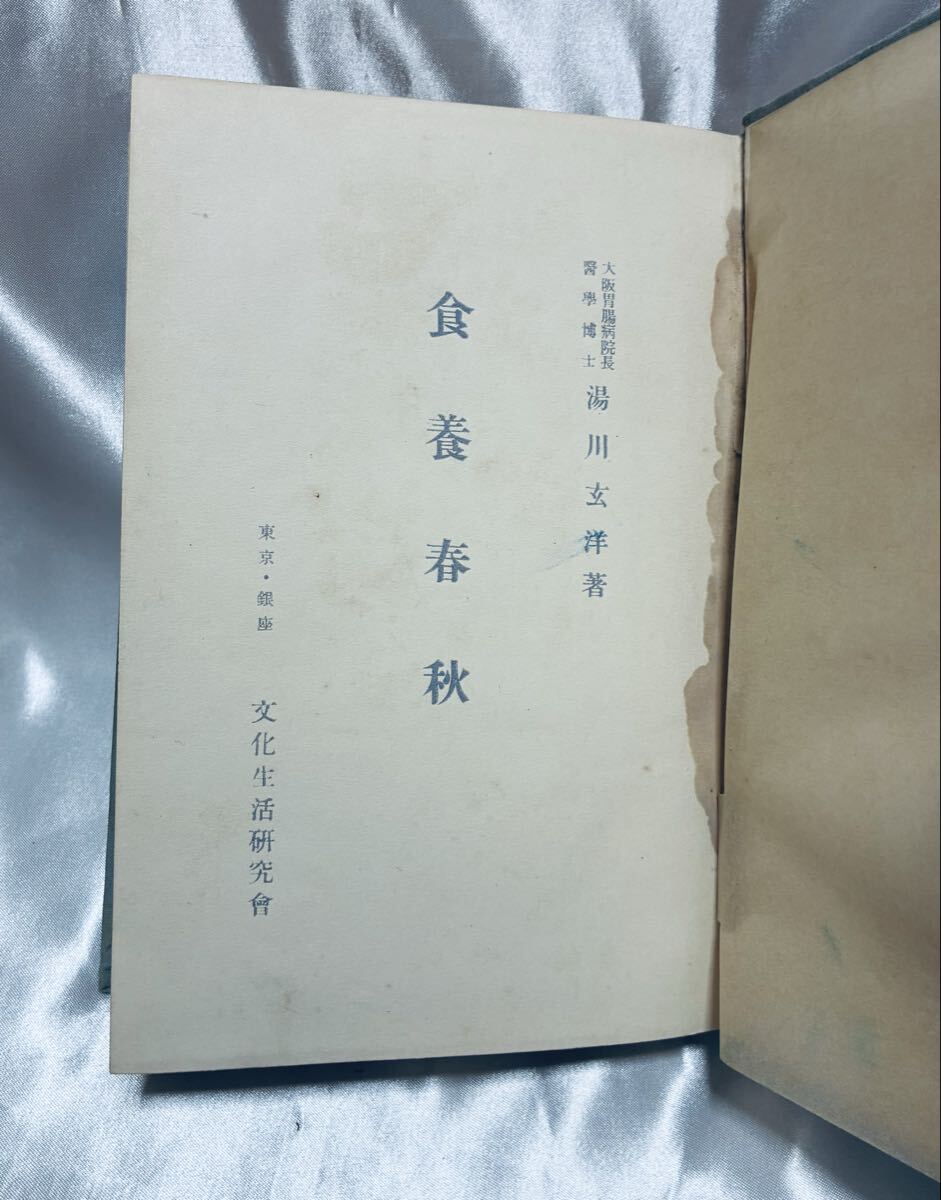 大阪胃腸病院長
醫學博士
湯川玄洋著
食養春秋
東京・銀座
文化生活研究會